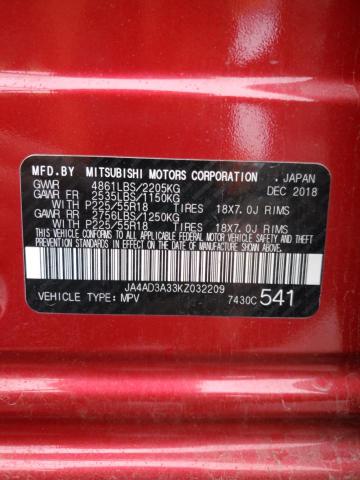 MFD.BY MITSUBISHI MOTORS CORPORATION . JAPAN
GVWR 4861LBS/2205KG DEC 2018
GAWR FR 2535LBS/1150KG
WITH P225/55R18 TIRES 18X7.0J RIMS
GAWR RR 2756LBS/1250KG
WITH P225/55R18 TIRES 18X7.0J RIMS
THIS VEHICLE CONFORMS TO ALL APPLICABLE FEDERAL MOTOR VEHICLE SAFETY STANDARDS IN EFFECT ON THE DATE OF MANUFACTURE SHOWN ABOVE.
JA4AD3A33KZ032209
VEHICLE TYPE: MPV 7430C 541